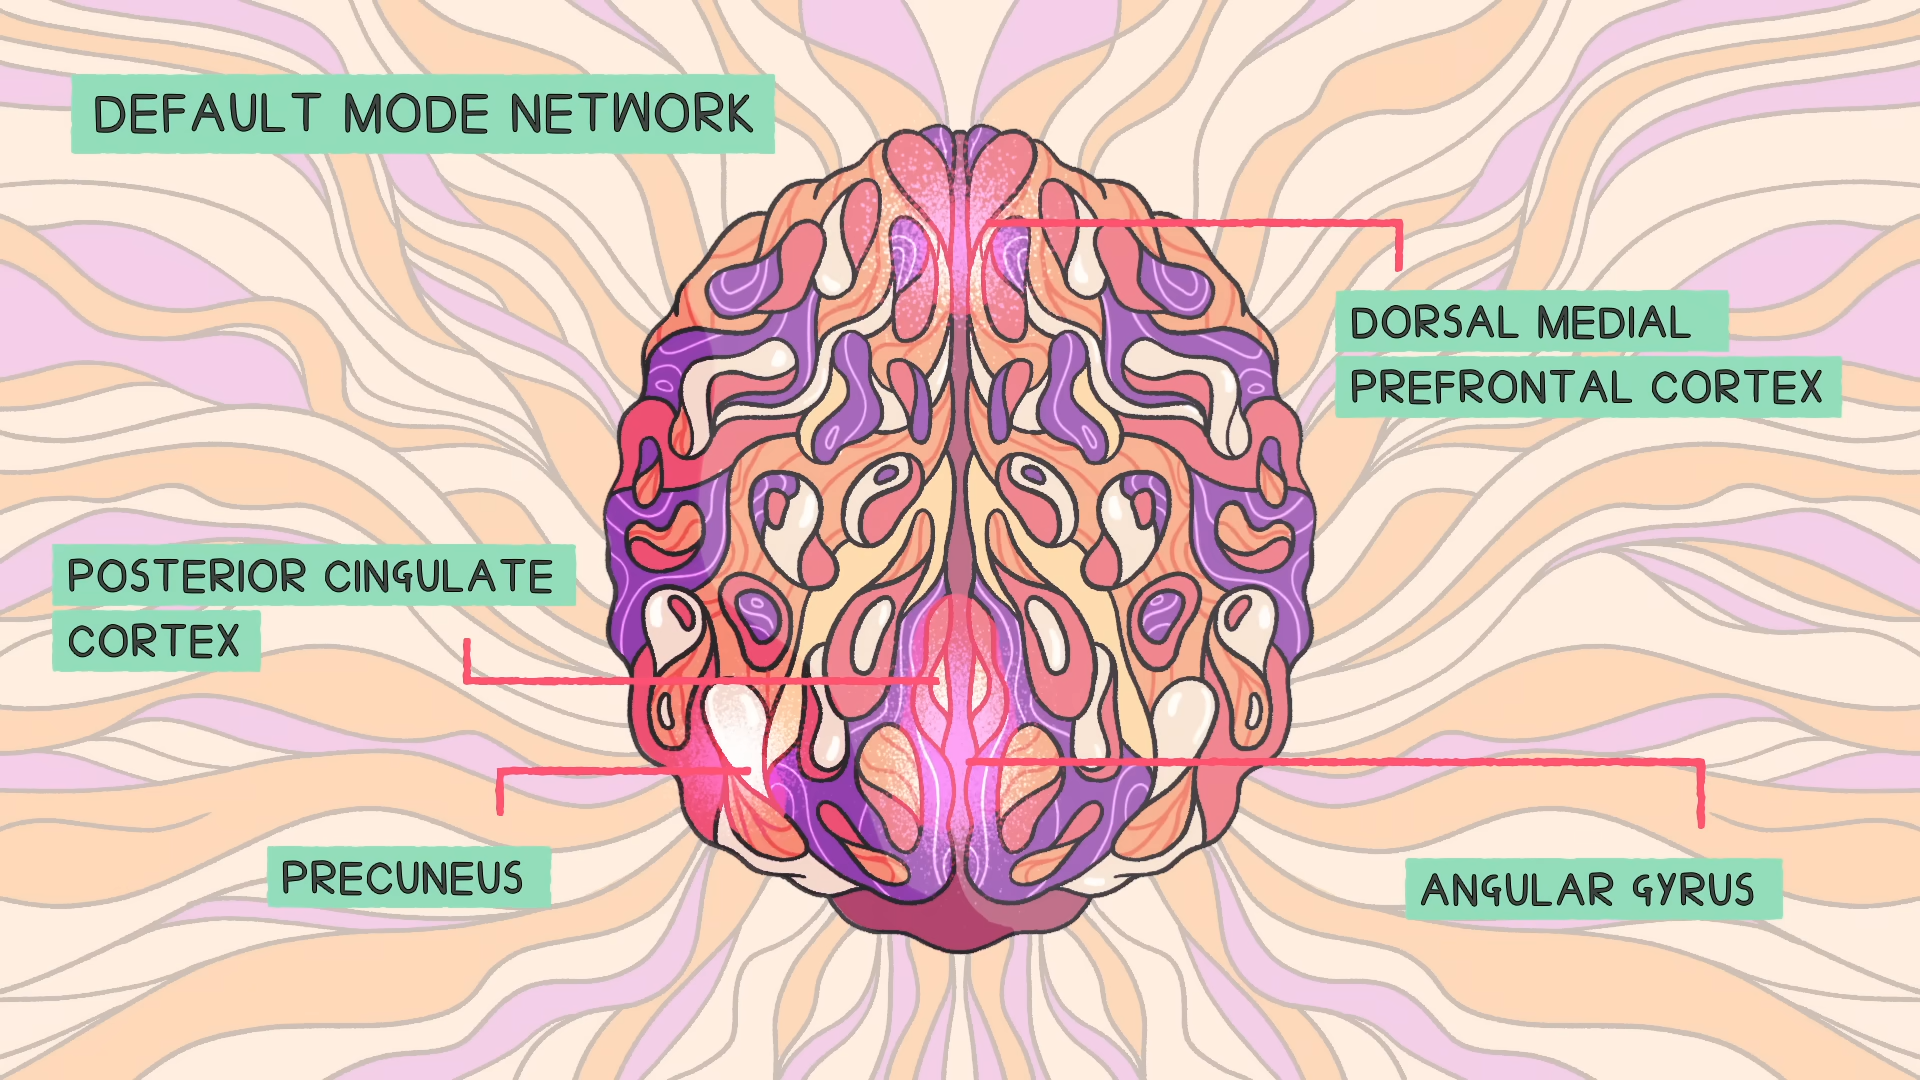 DEFAULT MODE NETWORK
DORSAL MEDIAL
PREFRONTAL CORTEX
POSTERIOR CINGULATE
CORTEX
PRECUNEUS
ANGULAR GYRUS